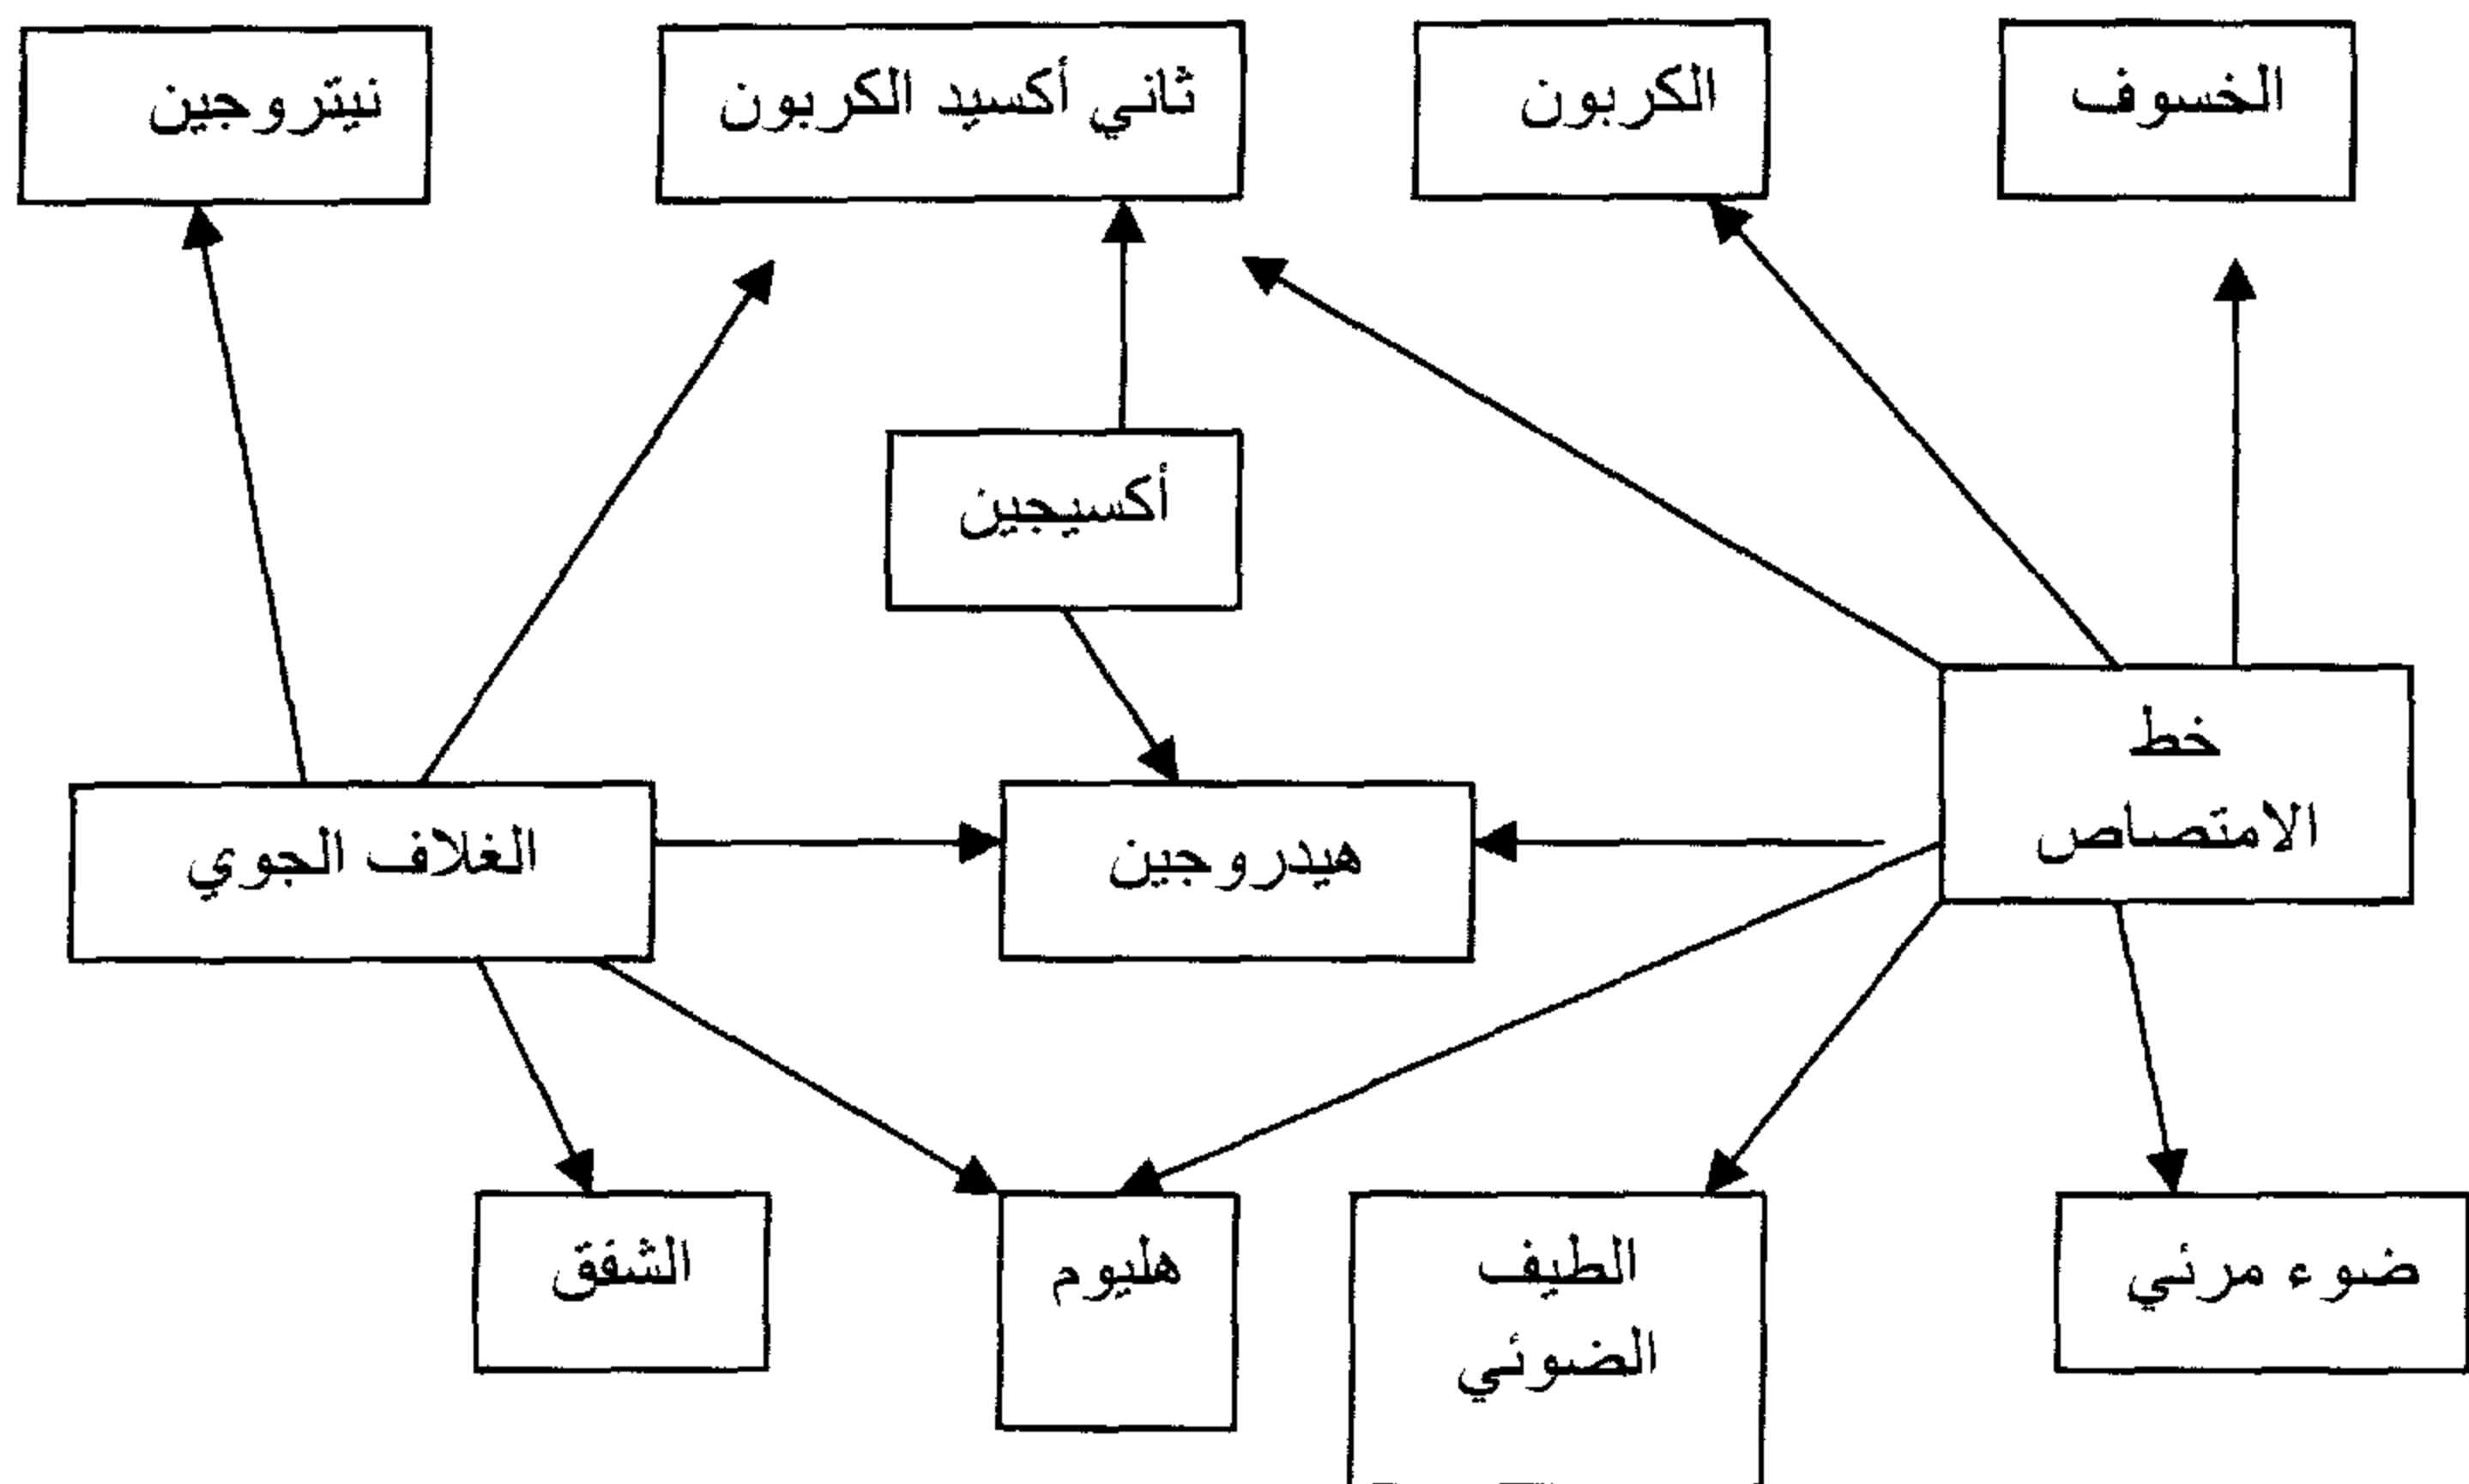 الخسوف
الكربون
ثاني أكسيد الكربون
نيتروجين
أكسيجين
خط
الامتصاص
هيدروجين
الغلاف الجوي
ضوء مرئي
الطيف
الضوئي
هليوم
الشفق